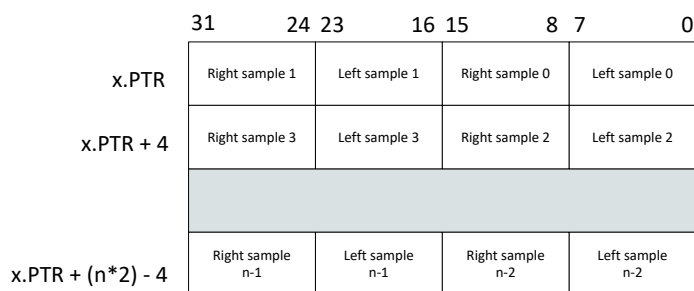 31 24 23 16 15 8 7 0
x.PTR Right sample 1 Left sample 1 Right sample 0 Left sample 0
x.PTR + 4 Right sample 3 Left sample 3 Right sample 2 Left sample 2
x.PTR + (n*2) - 4 Right sample Left sample Right sample Left sample
n-1 n-1 n-2 n-2